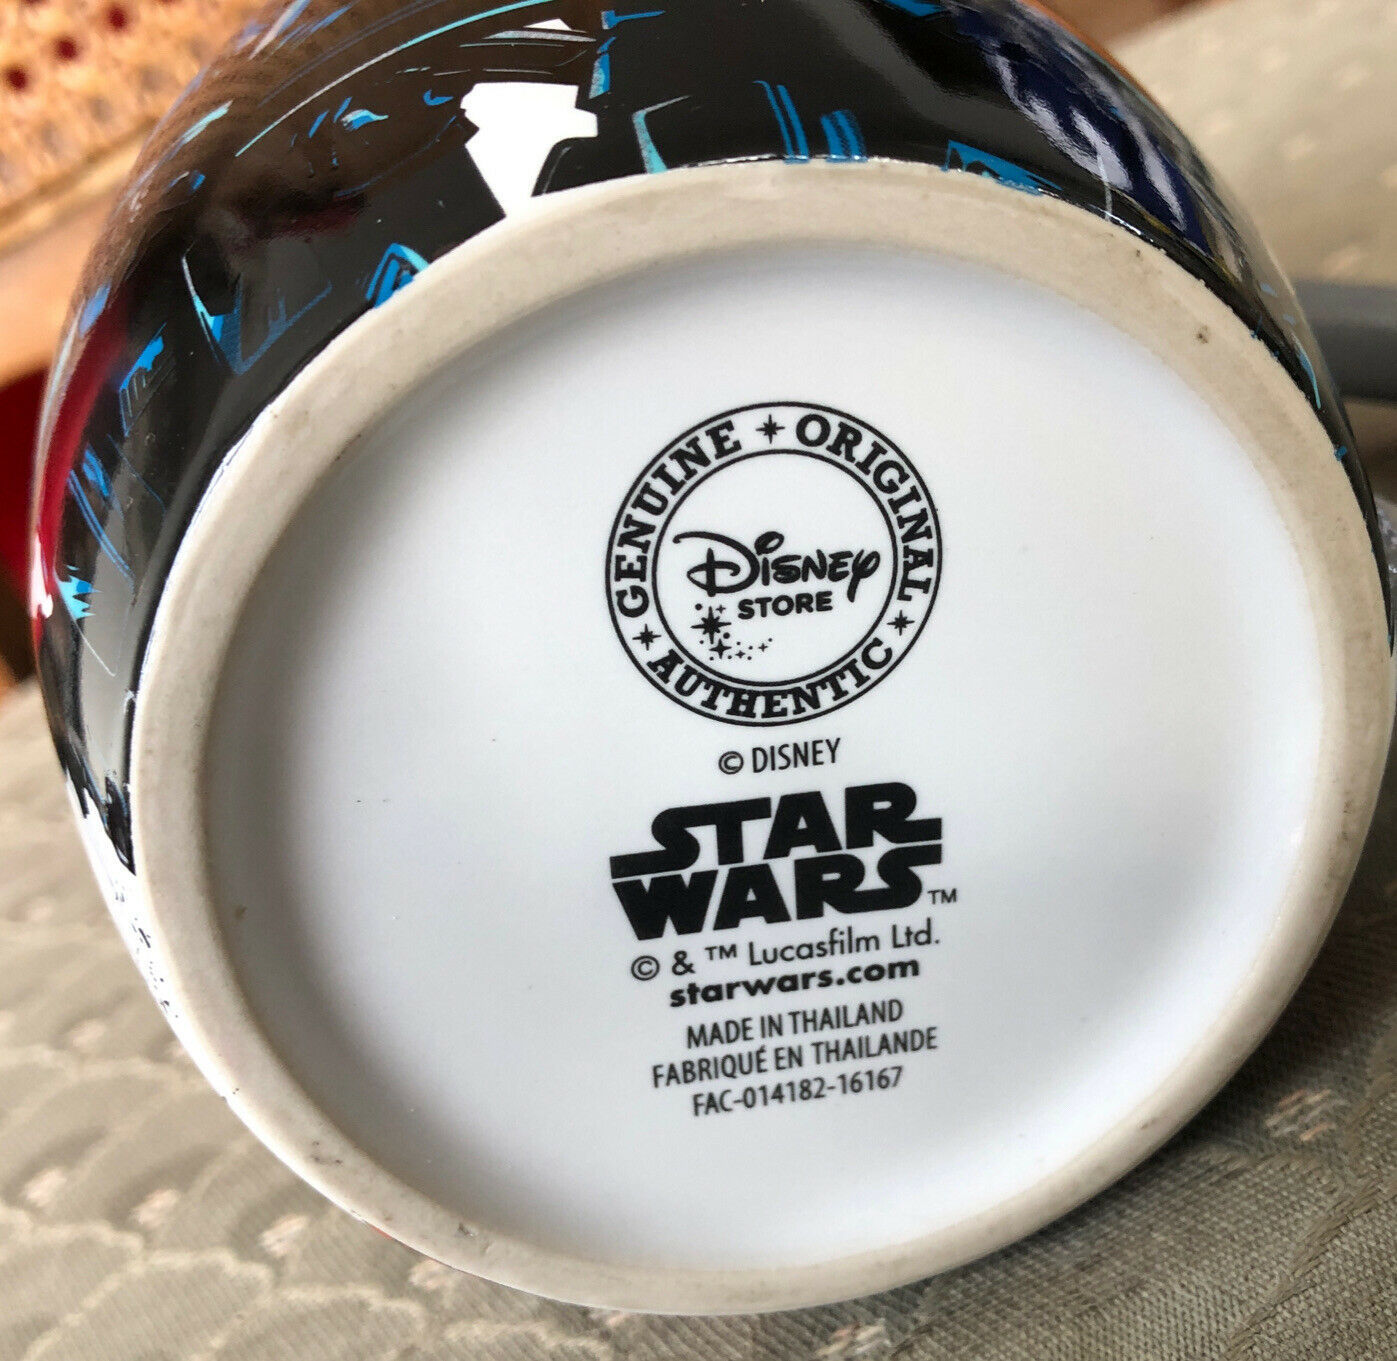 GENUINE ORIGINAL
AUTHENTIC
DISNEY
STORE
© DISNEY
STAR
WARS™
© & ™ Lucasfilm Ltd.
starwars.com
MADE IN THAILAND
FABRIQUÉ EN THAILANDE
FAC-014182-16167